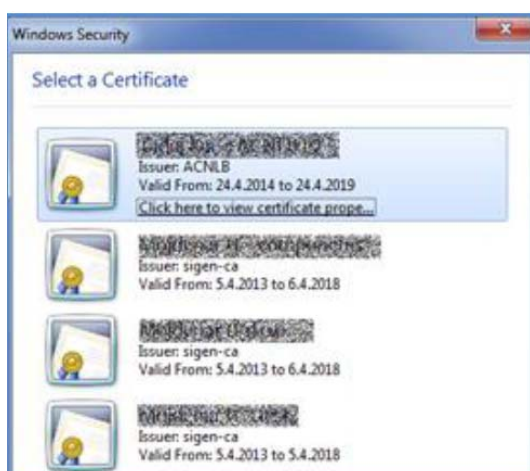 Windows Security
Select a Certificate
Issuer: ACNLB
Valid From: 24.4.2014 to 24.4.2019
Click here to view certificate prope...
Issuer: sigen-ca
Valid From: 5.4.2013 to 6.4.2018
Issuer: sigen-ca
Valid From: 5.4.2013 to 6.4.2018
Issuer: sigen-ca
Valid From: 5.4.2013 to 5.4.2018